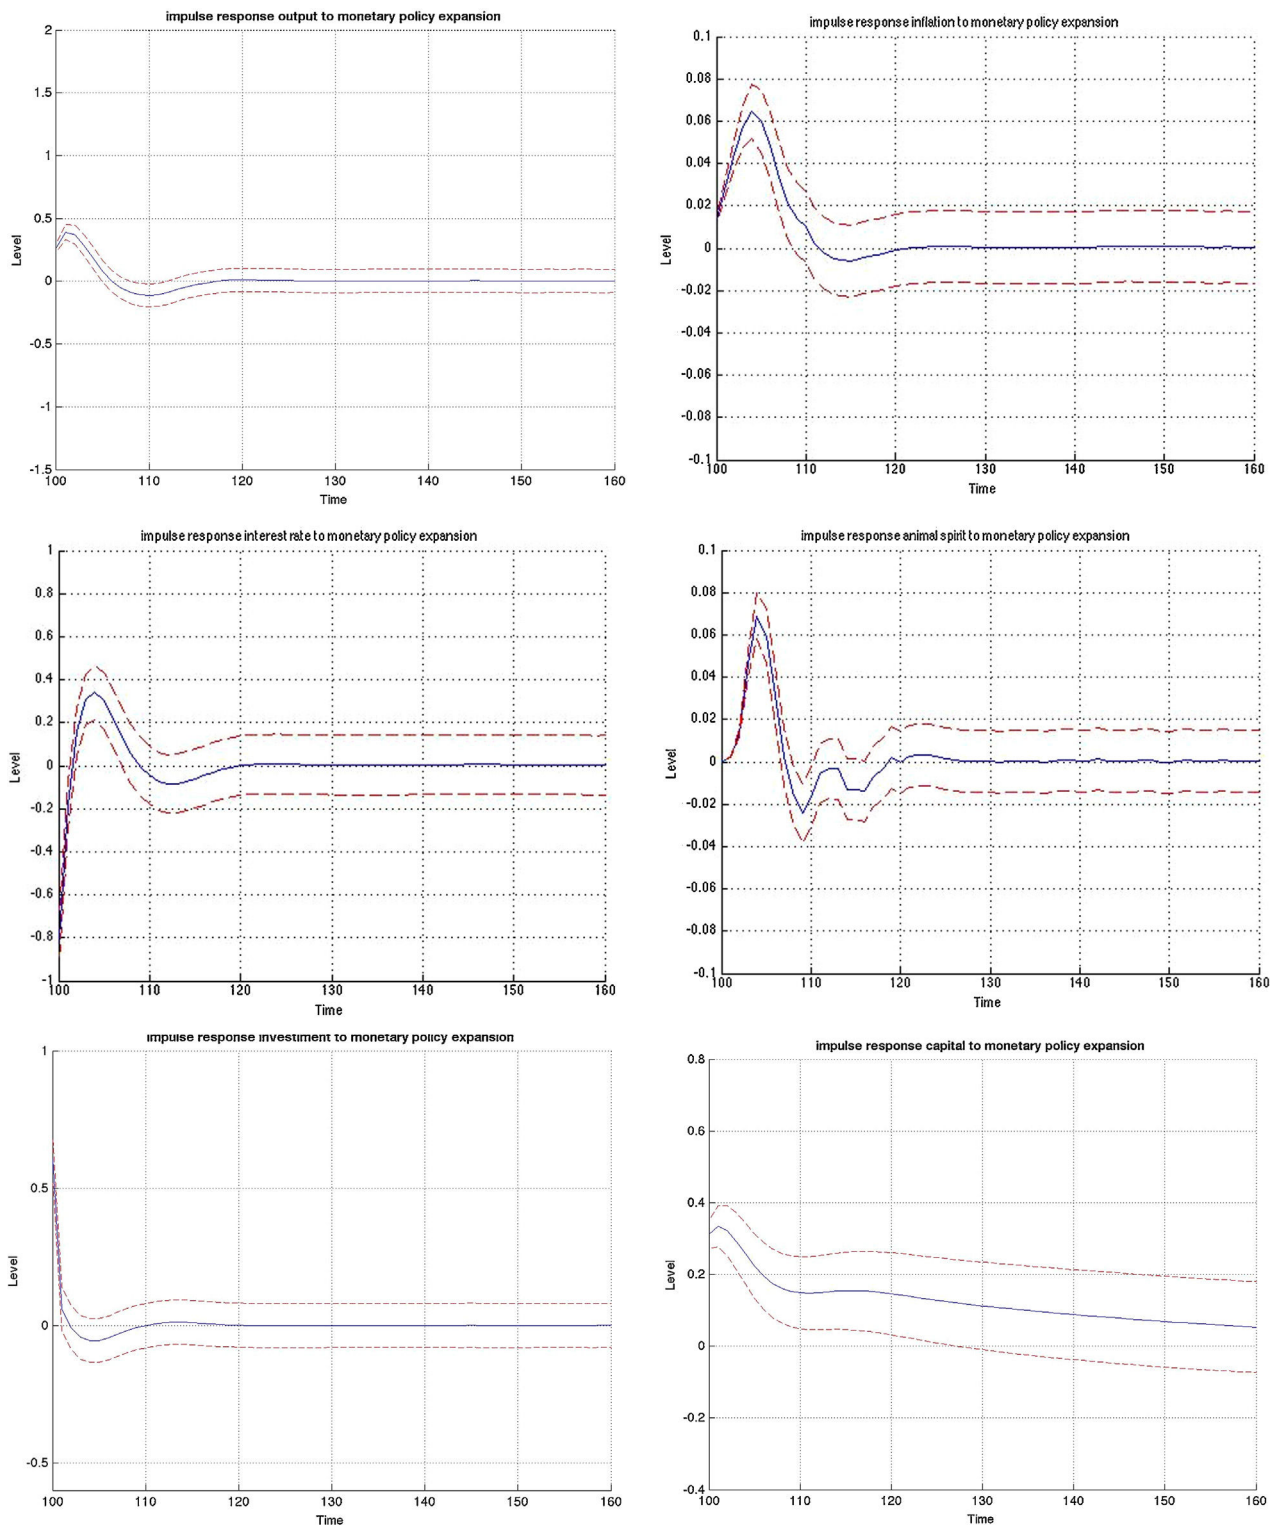 impulse response output to monetary policy expansion
2
1.5
1
0.5
0
-0.5
-1
-1.5
Level
100 110 120 130 140 150 160
Time
impulse response inflation to monetary policy expansion
0.1
0.08
0.06
0.04
0.02
0
-0.02
-0.04
-0.06
-0.08
-0.1
Level
100 110 120 130 140 150 160
Time
impulse response interest rate to monetary policy expansion
1
0.8
0.6
0.4
0.2
0
-0.2
-0.4
-0.6
-0.8
-1
Level
100 110 120 130 140 150 160
Time
impulse response animal spirit to monetary policy expansion
0.1
0.08
0.06
0.04
0.02
0
-0.02
-0.04
-0.06
-0.08
-0.1
Level
100 110 120 130 140 150 160
Time
impulse response investiment to monetary policy expansion
1
0.5
0
-0.5
Level
100 110 120 130 140 150 160
Time
impulse response capital to monetary policy expansion
0.8
0.6
0.4
0.2
0
-0.2
-0.4
Level
100 110 120 130 140 150 160
Time